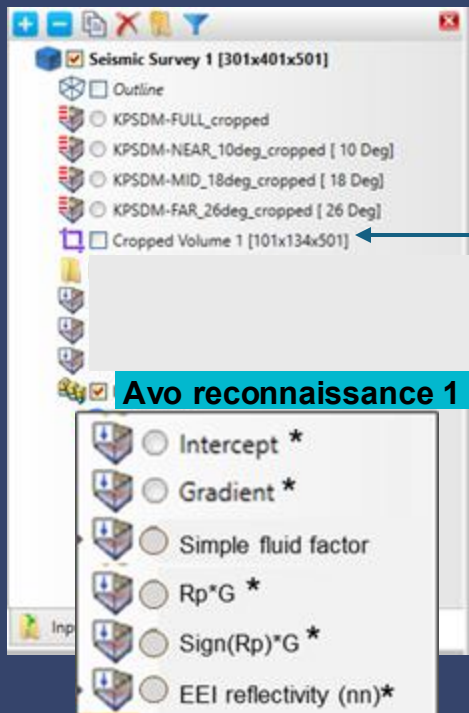 Seismic Survey 1 [301x401x501]
Outline
KPSDM-FULL_cropped
KPSDM-NEAR_10deg_cropped [ 10 Deg]
KPSDM-MID_18deg_cropped [ 18 Deg]
KPSDM-FAR_26deg_cropped [ 26 Deg]
Cropped Volume 1 [101x134x501]
Avo reconnaissance 1
Intercept *
Gradient *
Simple fluid factor
Rp*G *
Sign(Rp)*G *
EEI reflectivity (nn)*